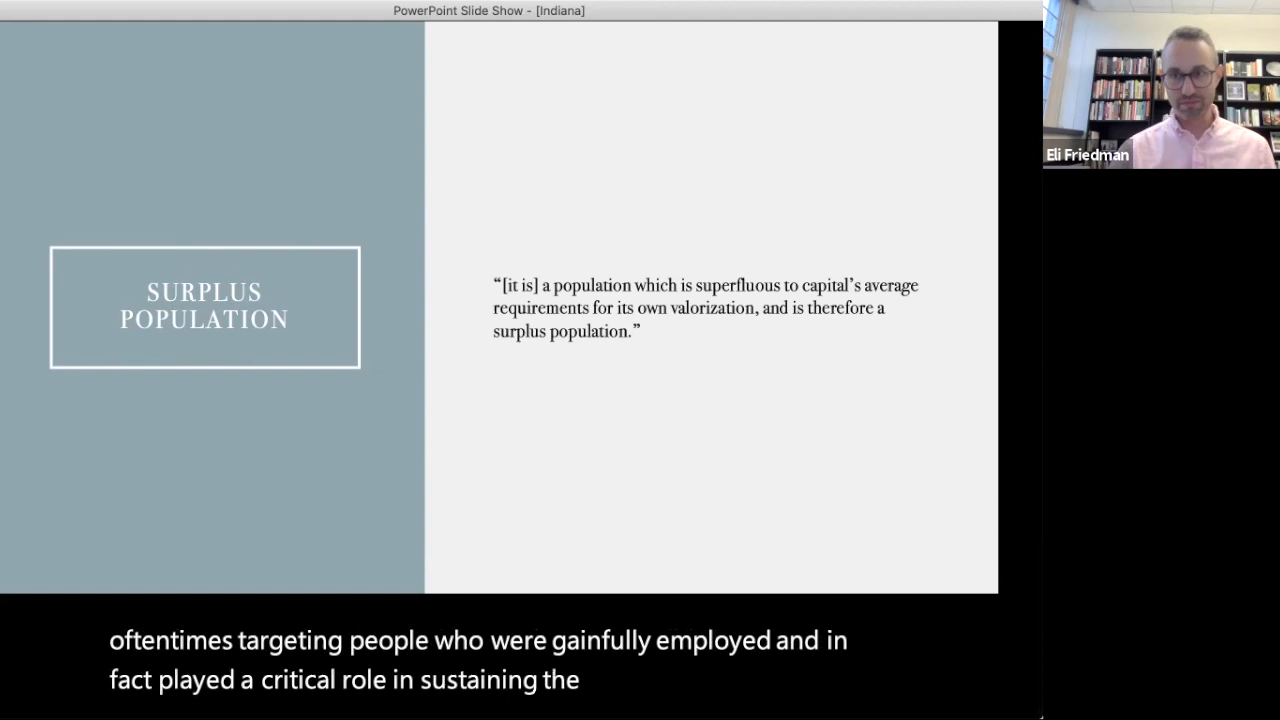 PowerPoint Slide Show - [Indiana]
SURPLUS
POPULATION
“[it is] a population which is superfluous to capital’s average
requirements for its own valorization, and is therefore a
surplus population.”
Eli Friedman
oftentimes targeting people who were gainfully employed and in
fact played a critical role in sustaining the